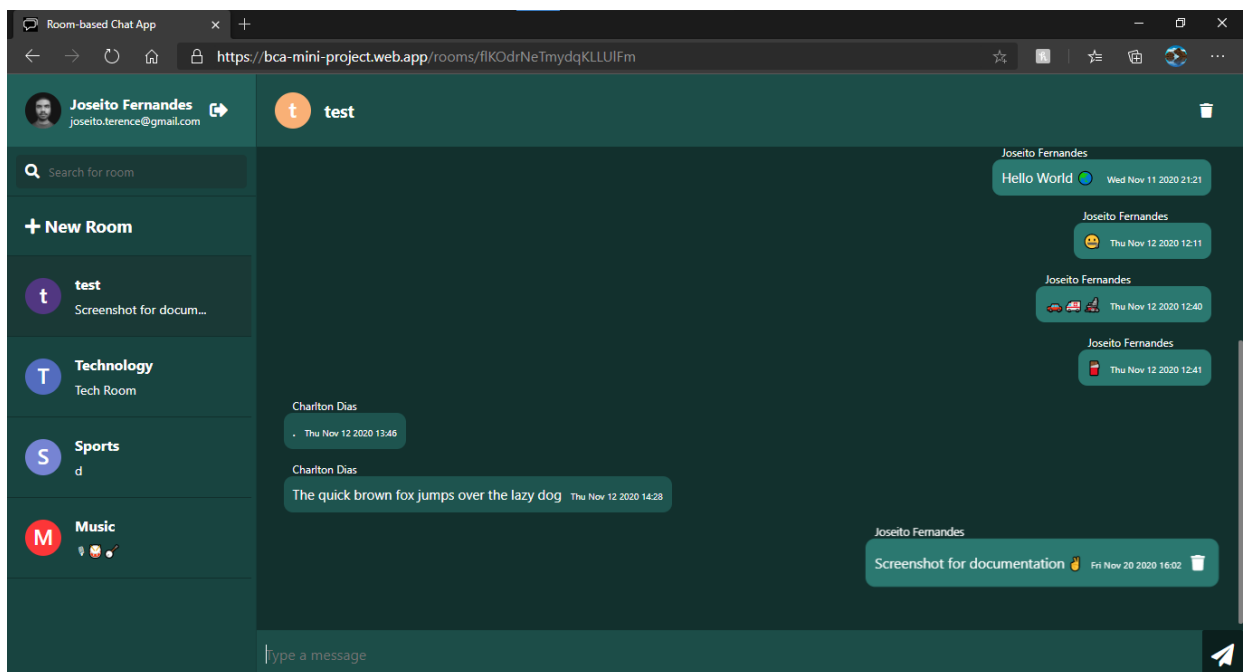 Room-based Chat App
https://bca-mini-project.web.app/rooms/flKOdrNeTmydqKLLUlFm
Joseito Fernandes
joseito.terence@gmail.com
Search for room
New Room
t
test
Screenshot for docum...
T
Technology
Tech Room
S
Sports
d
M
Music
🎙🥁🎸
t
test
Joseito Fernandes
Hello World 🌏 Wed Nov 11 2020 21:21
Joseito Fernandes
😀 Thu Nov 12 2020 12:11
Joseito Fernandes
🚗🚑 Thu Nov 12 2020 12:40
Joseito Fernandes
Thu Nov 12 2020 12:41
Charlton Dias
. Thu Nov 12 2020 13:46
Charlton Dias
The quick brown fox jumps over the lazy dog Thu Nov 12 2020 14:28
Joseito Fernandes
Screenshot for documentation ✌ Fri Nov 20 2020 16:02
Type a message